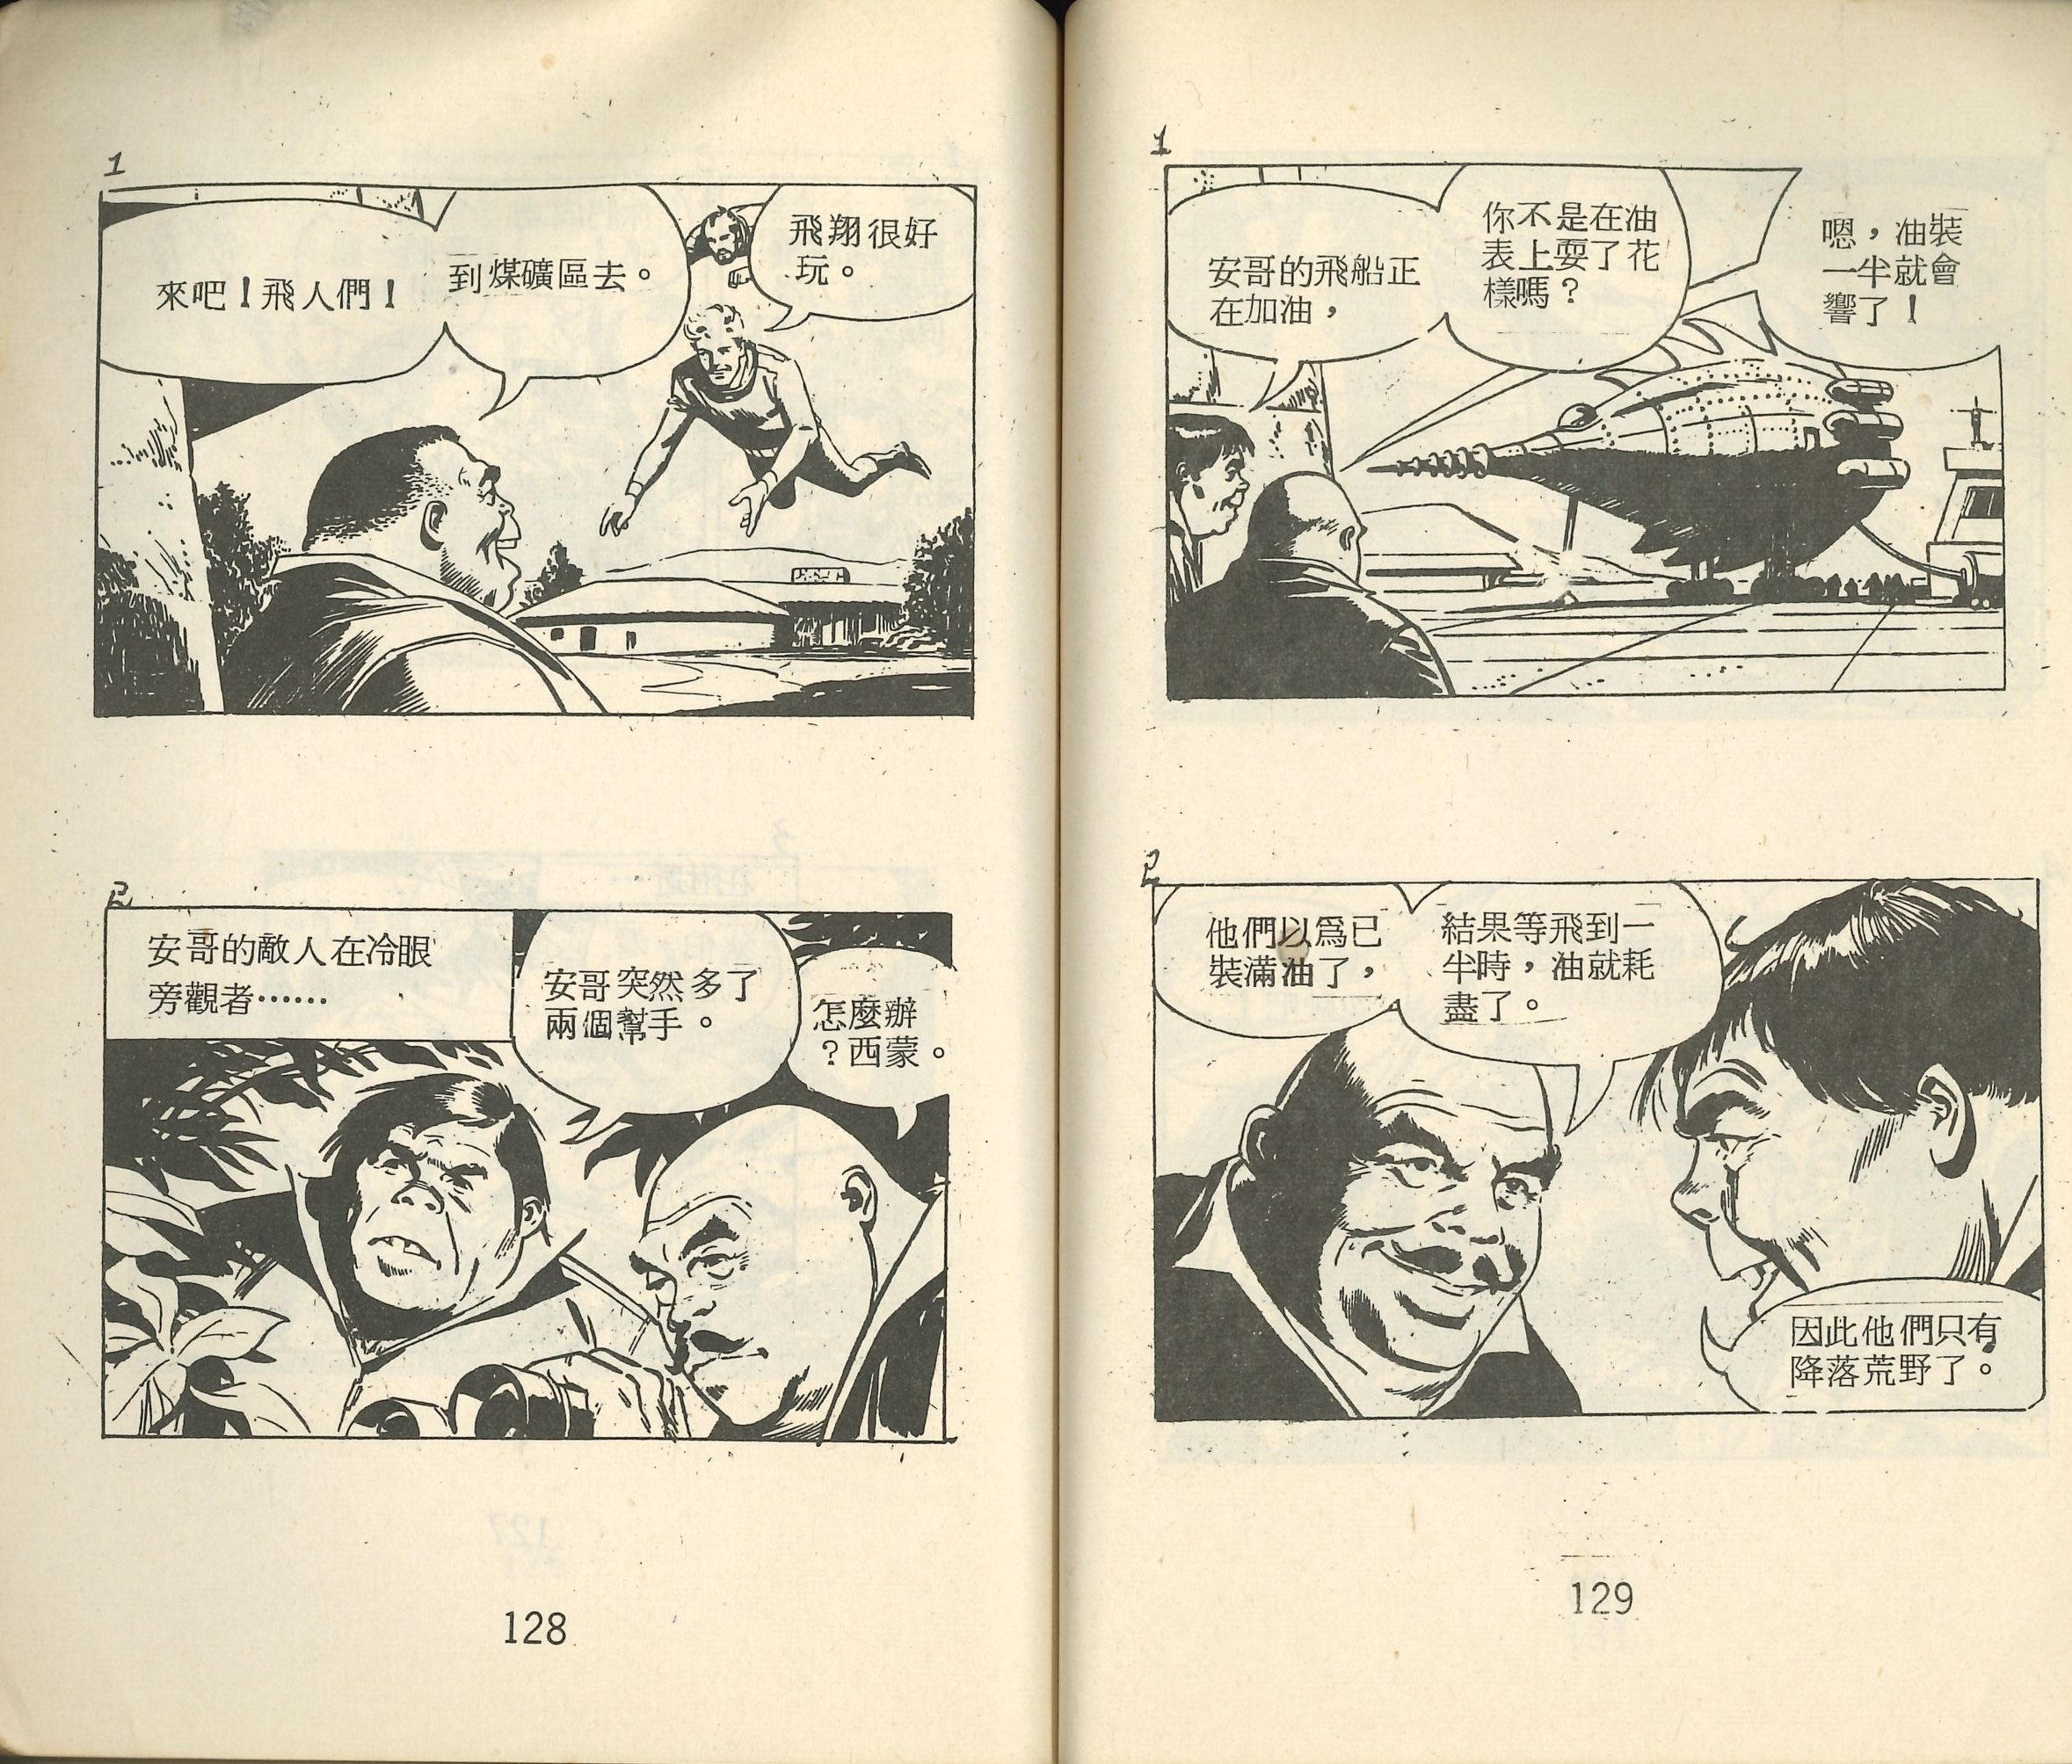 1
來吧！飛人們！
到煤礦區去。
飛翔很好
玩。
2
安哥的敵人在冷眼
旁觀者……
安哥突然多了
兩個幫手。
怎麼辦
？西蒙。
128
1
安哥的飛船正
在加油，
你不是在油
表上耍了花
樣嗎？
嗯，油裝
一半就會
響了！
2
他們以爲已
裝滿油了，
結果等飛到一
半時，油就耗
盡了。
因此他們只有
降落荒野了。
129